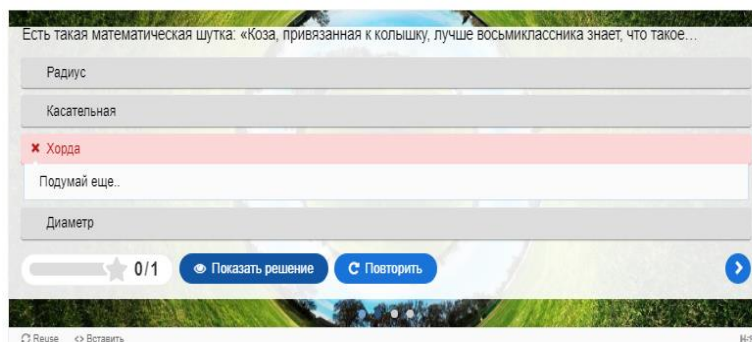 Есть такая математическая шутка: «Коза, привязанная к колышку, лучше восьмиклассника знает, что такое…
Радиус
Касательная
× Хорда
Подумай еще..
Диаметр
0/1 Показать решение Повторить
Reuse <> Вставить